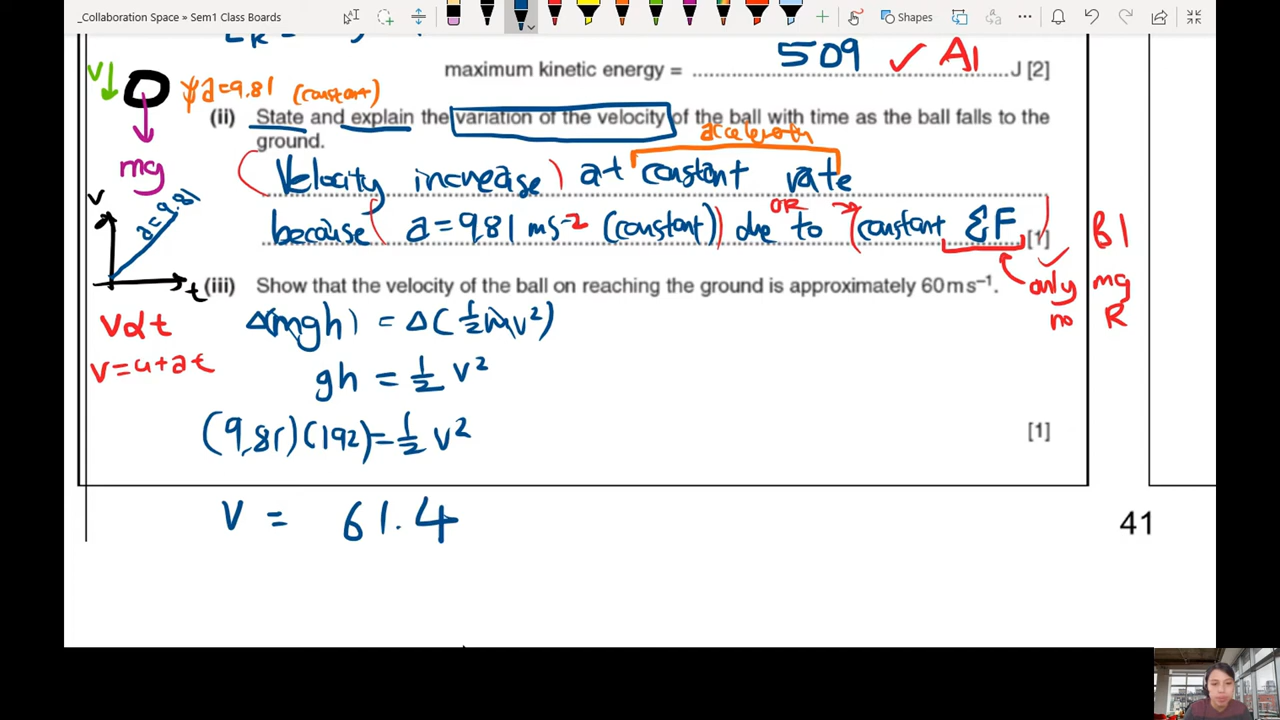 _Collaboration Space » Sem1 Class Boards
Shapes
509 ✓ A1
maximum kinetic energy = ........................................J [2]
v↓
a=9.81 (constant)
mg
(ii) State and explain the variation of the velocity of the ball with time as the ball falls to the
ground.
Velocity increase) at constant rate
because (a = 9.81 ms-2 (constant)) due to OR (constant ΣF) [1] B1
only mg
no R
v
a=9.81
t
v∝t
v=u+at
(iii) Show that the velocity of the ball on reaching the ground is approximately 60 m s⁻¹.
Δ(mgh) = Δ(½mv²)
gh = ½ v²
(9.81)(192) = ½ v²
[1]
v = 61.4
41